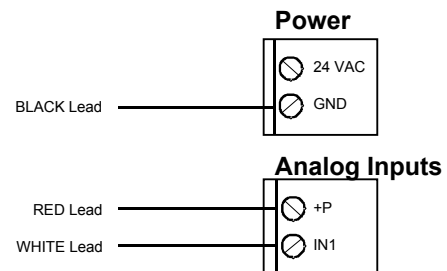 Power
24 VAC
BLACK Lead
GND
Analog Inputs
RED Lead
+P
WHITE Lead
IN1